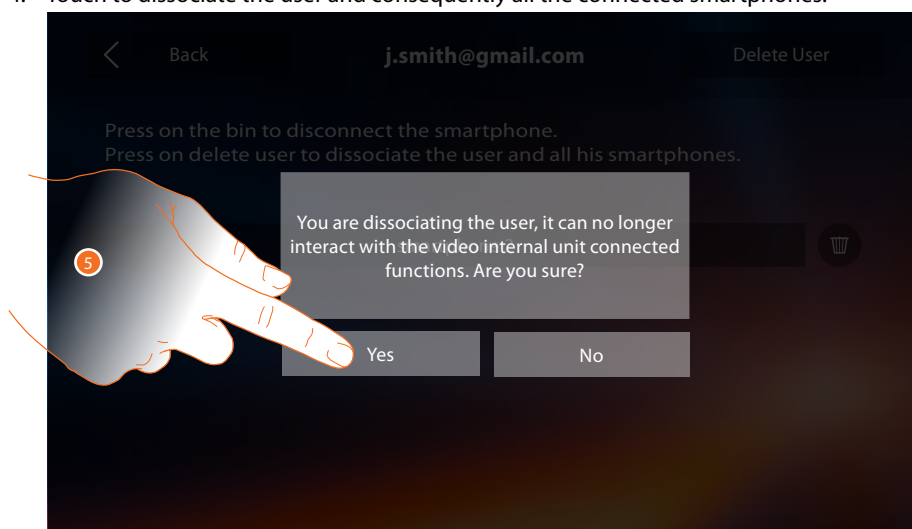 4. Touch to dissociate the user and consequently all the connected smartphones.
Back
j.smith@gmail.com
Delete User
Press on the bin to disconnect the smartphone.
Press on delete user to dissociate the user and all his smartphones.
You are dissociating the user, it can no longer
interact with the video internal unit connected
functions. Are you sure?
5
Yes
No